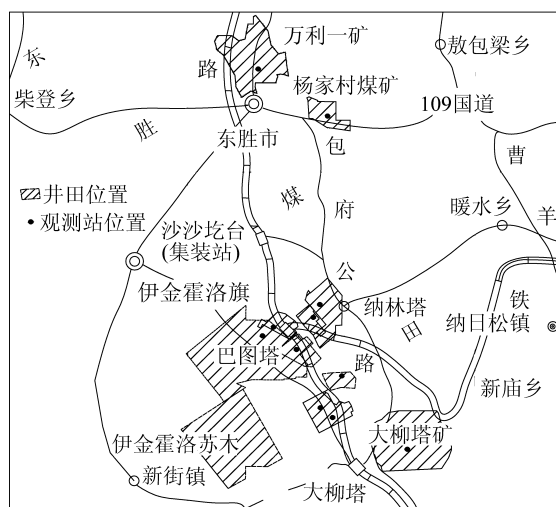 万利一矿
敖包梁乡
东
路
柴登乡
杨家村煤矿
109国道
胜
东胜市
包
曹
井田位置
煤
府
羊
观测站位置
沙沙圪台
(集装站)
暖水乡
公
伊金霍洛旗
纳林塔
铁
田
纳日松镇
巴图塔
路
新庙乡
伊金霍洛苏木
大柳塔矿
新街镇
大柳塔